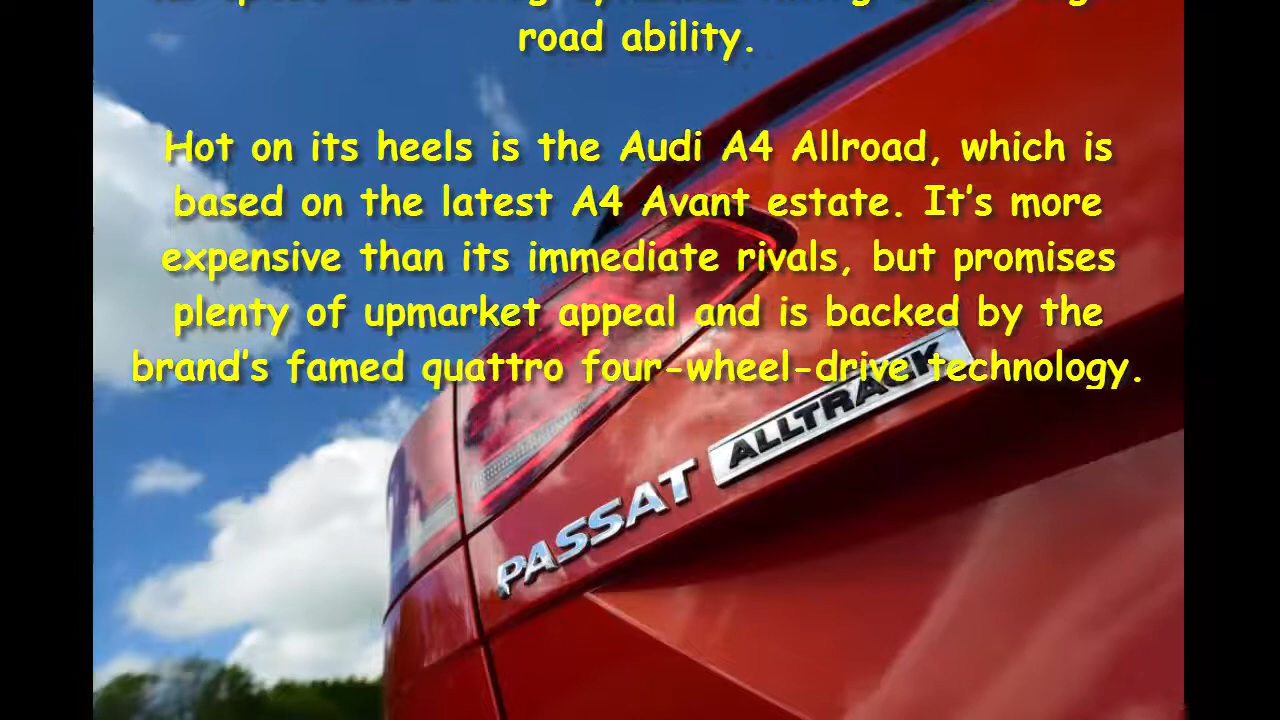 road ability.
Hot on its heels is the Audi A4 Allroad, which is
based on the latest A4 Avant estate. It's more
expensive than its immediate rivals, but promises
plenty of upmarket appeal and is backed by the
brand's famed quattro four-wheel-drive technology.
PASSAT ALLTRACK